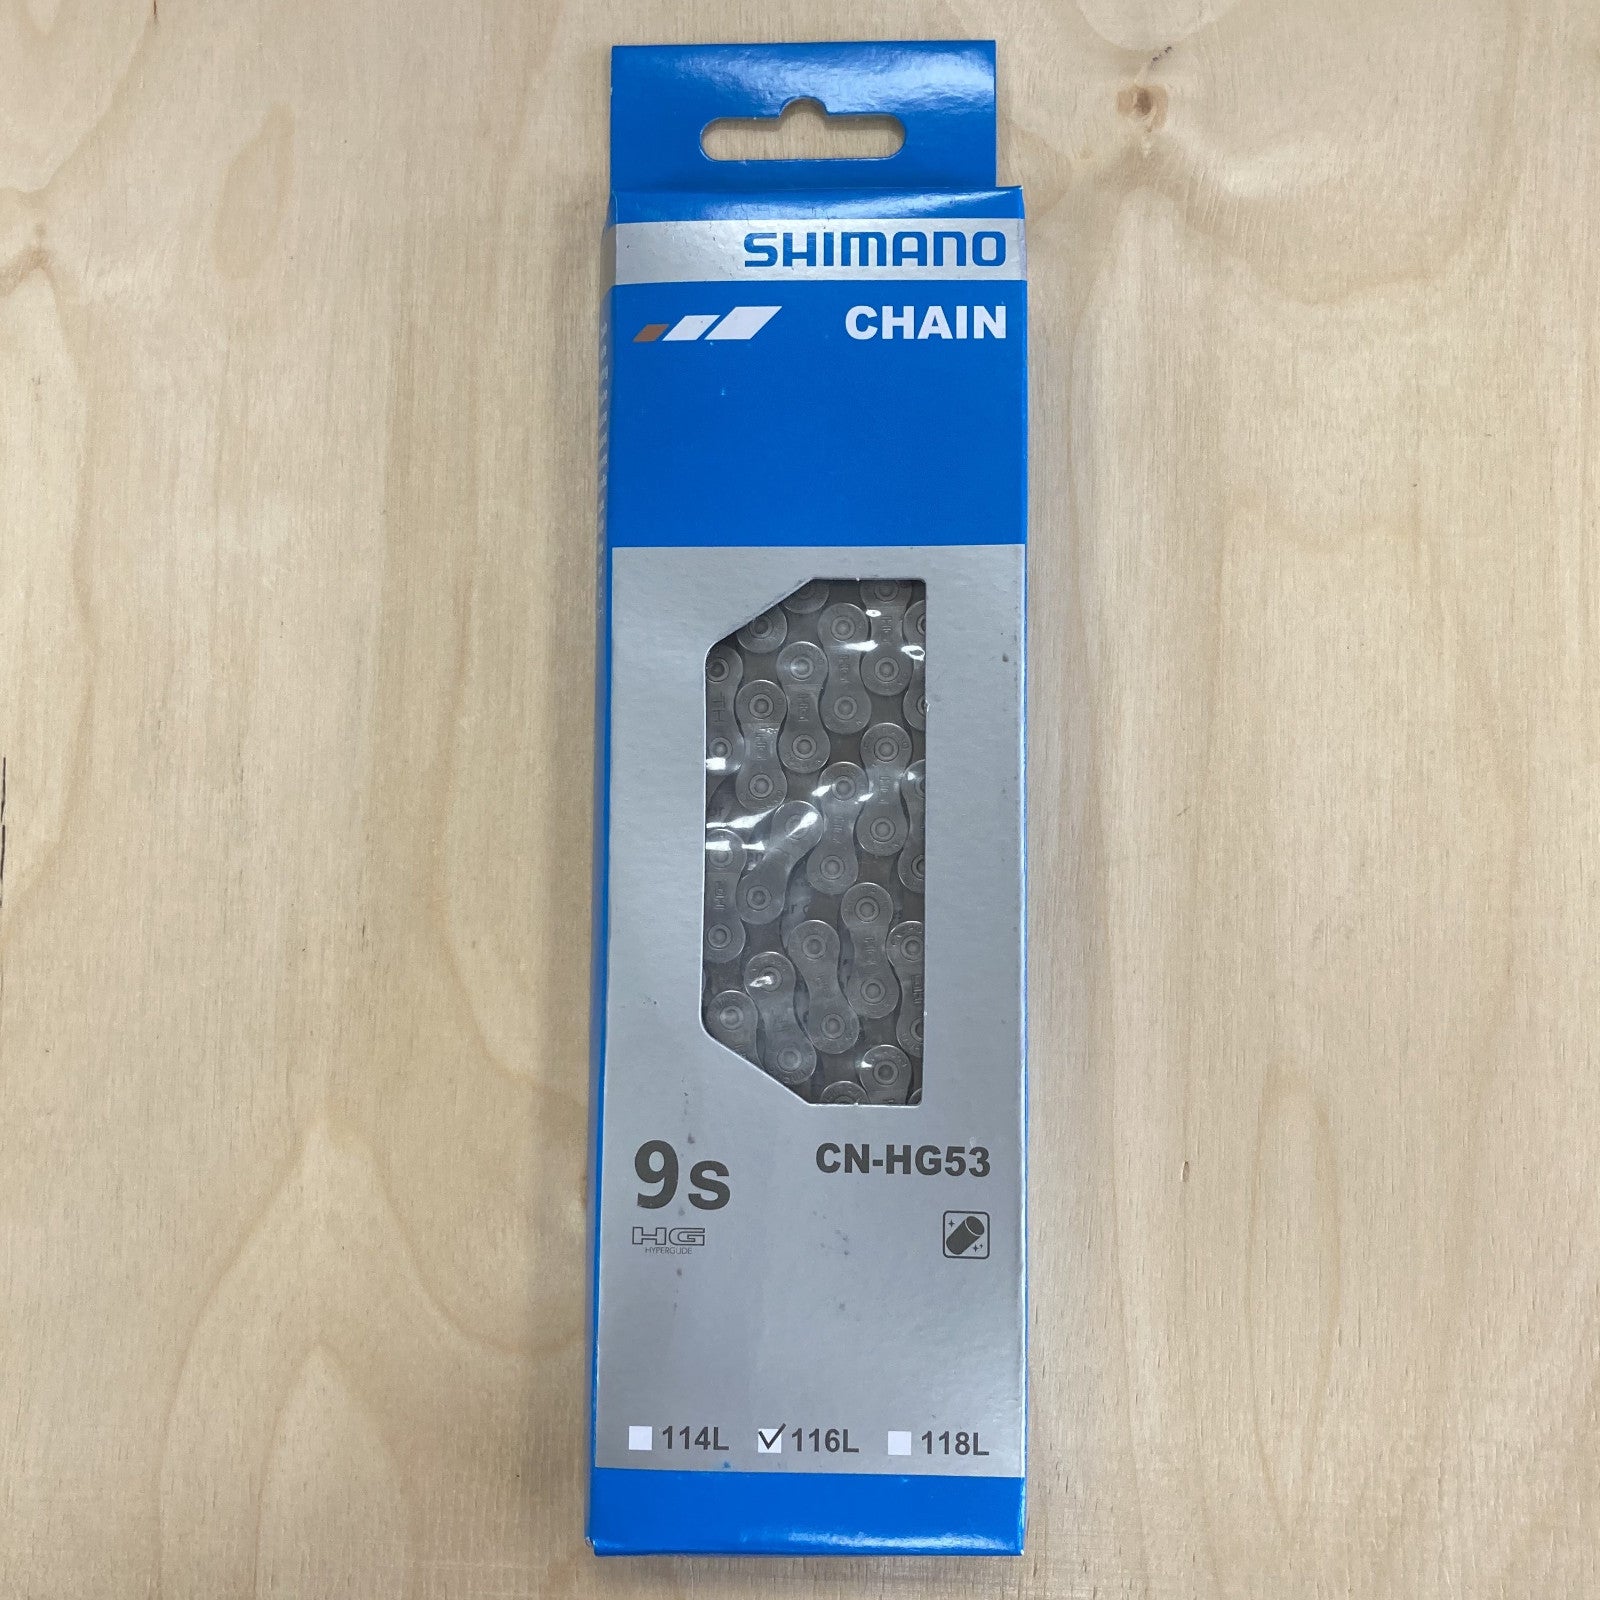 SHIMANO
CHAIN
9s
CN-HG53
HG
HYPERGLIDE
114L 116L 118L